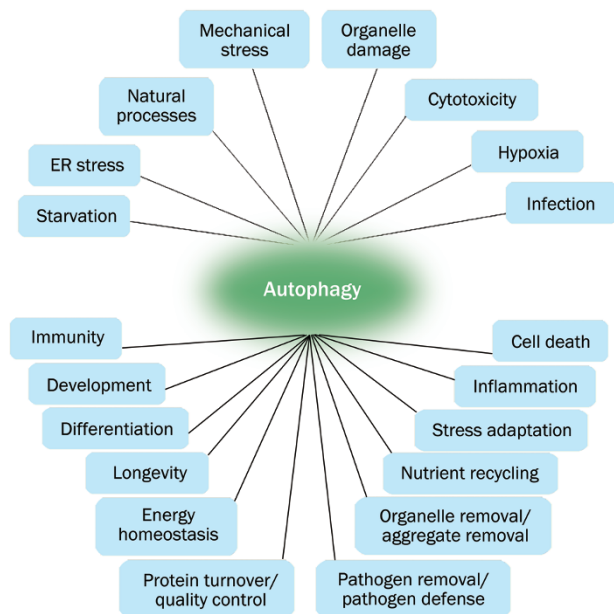 Mechanical
stress
Organelle
damage
Natural
processes
Cytotoxicity
ER stress
Hypoxia
Starvation
Infection
Autophagy
Immunity
Cell death
Development
Inflammation
Differentiation
Stress adaptation
Longevity
Nutrient recycling
Energy
homeostasis
Organelle removal/
aggregate removal
Protein turnover/
quality control
Pathogen removal/
pathogen defense